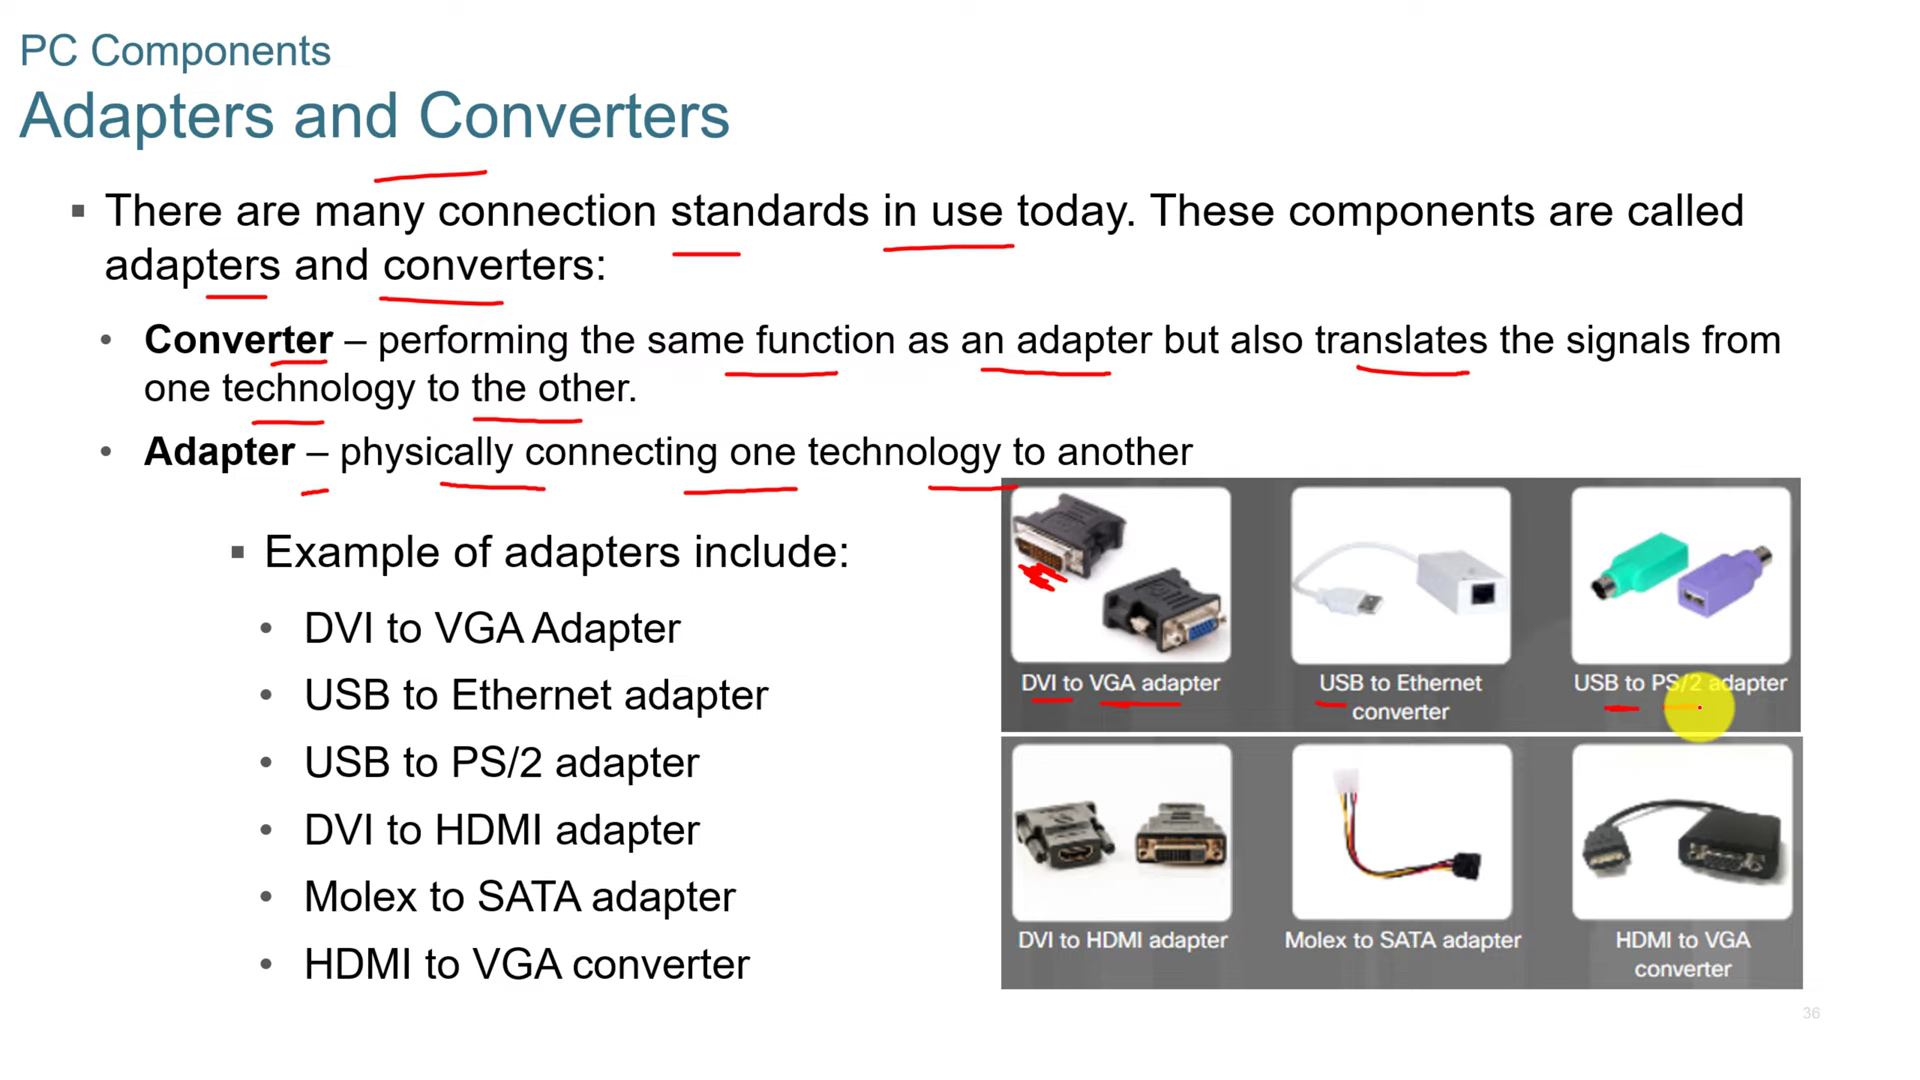 PC Components
Adapters and Converters
▪ There are many connection standards in use today. These components are called
adapters and converters:
• Converter – performing the same function as an adapter but also translates the signals from
one technology to the other.
• Adapter – physically connecting one technology to another
▪ Example of adapters include:
• DVI to VGA Adapter
• USB to Ethernet adapter
• USB to PS/2 adapter
• DVI to HDMI adapter
• Molex to SATA adapter
• HDMI to VGA converter
DVI to VGA adapter
USB to Ethernet
converter
USB to PS/2 adapter
DVI to HDMI adapter
Molex to SATA adapter
HDMI to VGA
converter
36